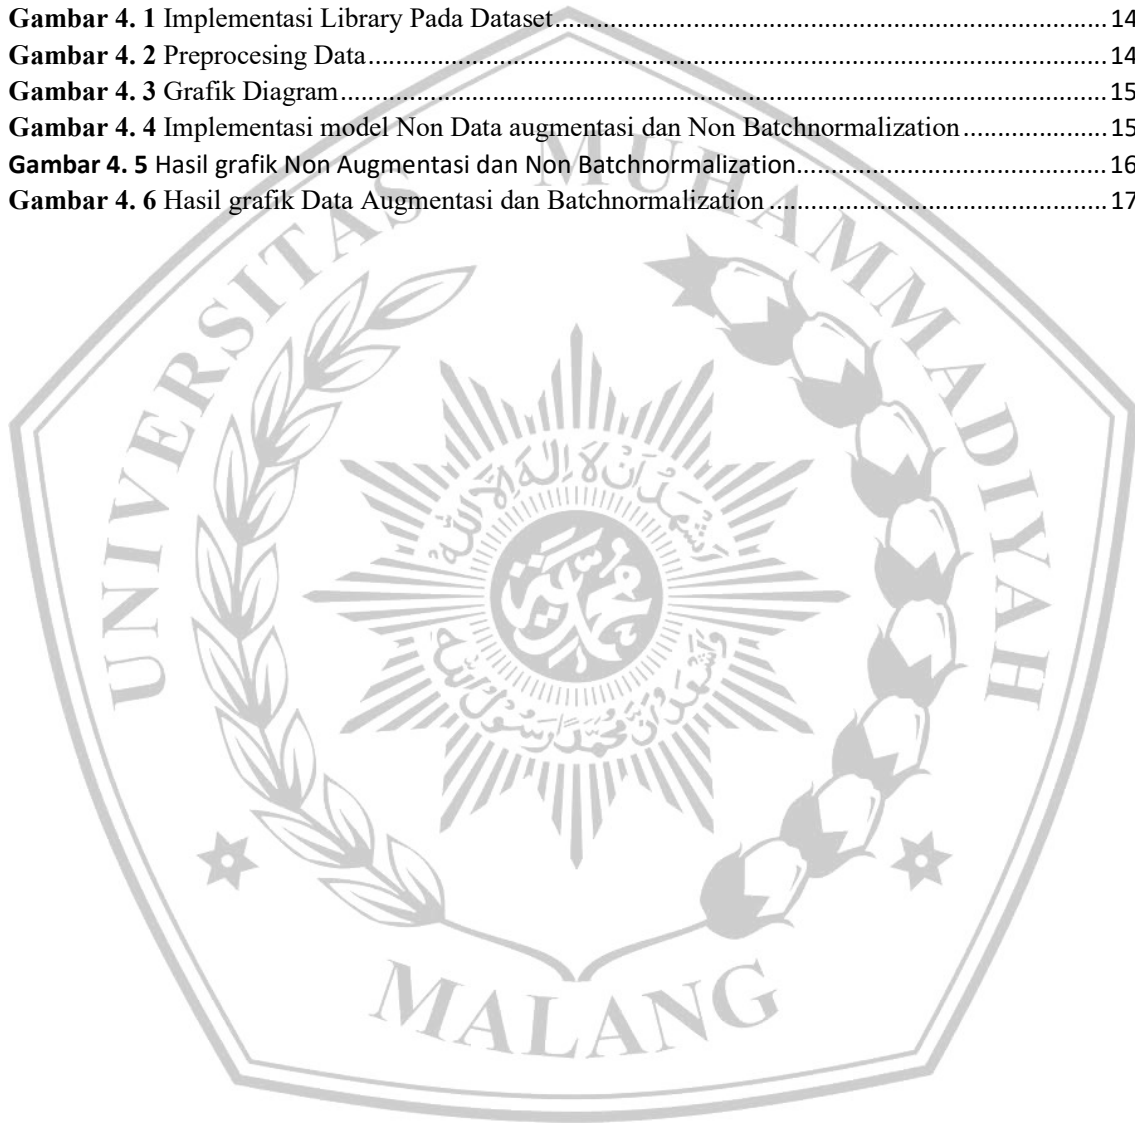 Gambar 4. 1 Implementasi Library Pada Dataset.......................................................................................................14
Gambar 4. 2 Preprocesing Data.......................................................................................................14
Gambar 4. 3 Grafik Diagram.......................................................................................................15
Gambar 4. 4 Implementasi model Non Data augmentasi dan Non Batchnormalization.........................15
Gambar 4. 5 Hasil grafik Non Augmentasi dan Non Batchnormalization.........................................................16
Gambar 4. 6 Hasil grafik Data Augmentasi dan Batchnormalization.............................................................17
UNIVERSITAS MUHAMMADIYAH
MALANG